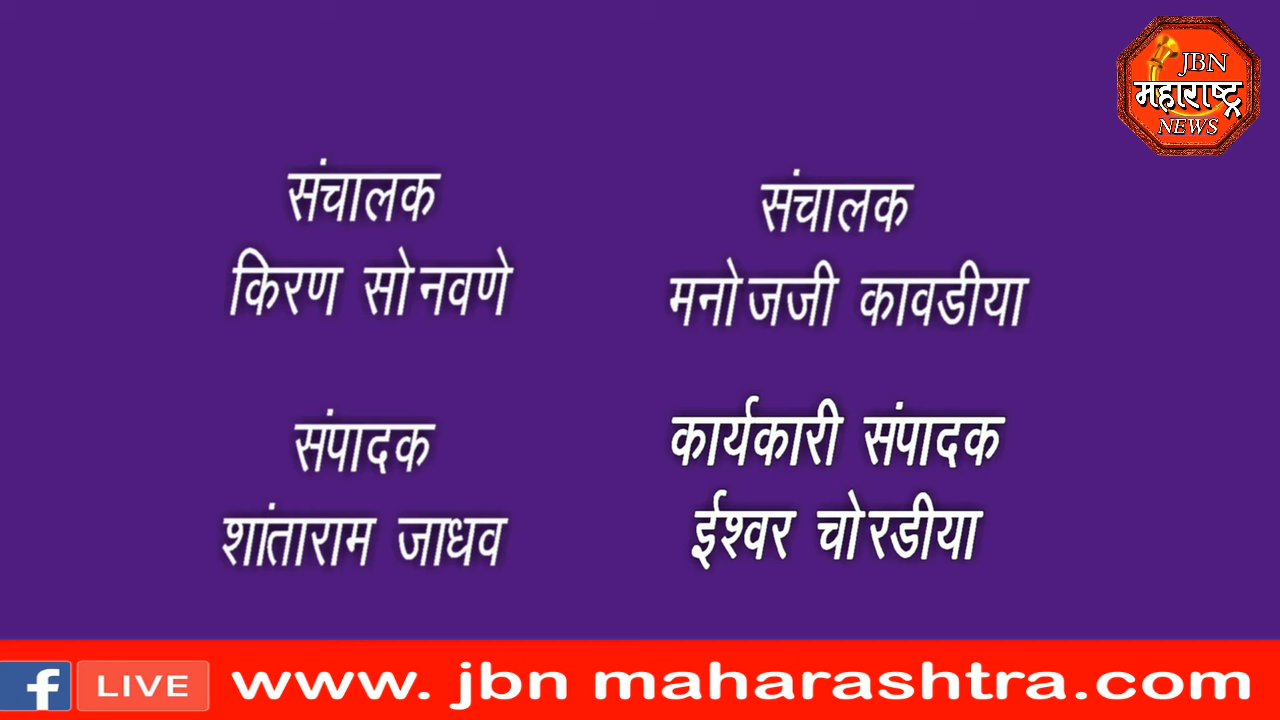 JBN
महाराष्ट्र
NEWS
संचालक
किरण सोनवणे
संचालक
मनोजजी कावडीया
संपादक
शांताराम जाधव
कार्यकारी संपादक
ईश्वर चोरडीया
f LIVE www. jbn maharashtra.com